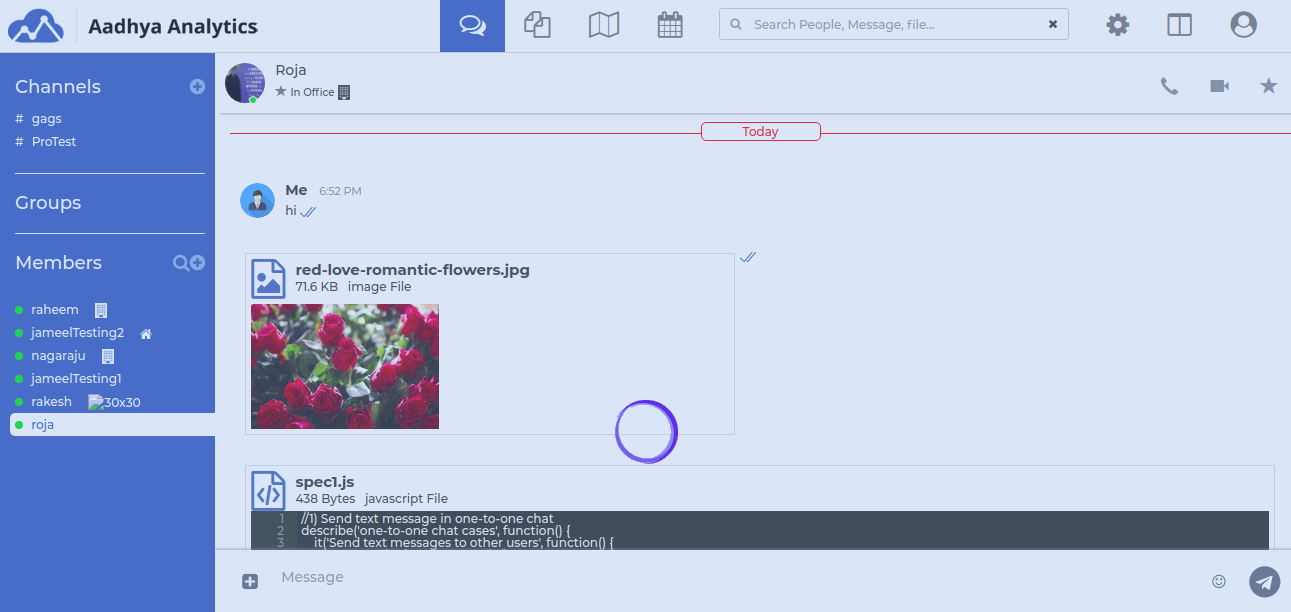 Aadhya Analytics
Search People, Message, file...
Channels
# gags
# ProTest
Groups
Members
raheem
jameelTesting2
nagaraju
jameelTesting1
rakesh 30x30
roja
Roja
In Office
Today
Me 6:52 PM
hi
red-love-romantic-flowers.jpg
71.6 KB image File
spec1.js
438 Bytes javascript File
1 //1) Send text message in one-to-one chat
2 describe('one-to-one chat cases', function() {
3 it('Send text messages to other users', function() {
Message